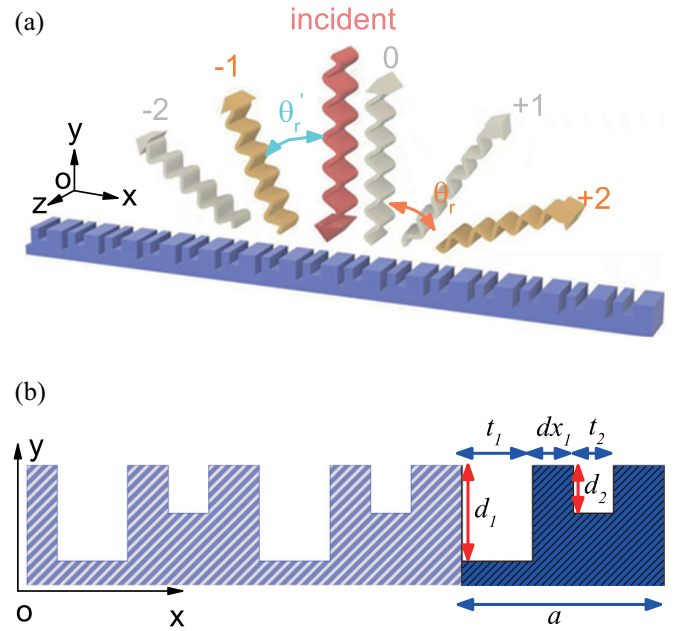 (a)
incident
-2
-1
0
+1
+2
θr'
θr
y
o
z
x
(b)
y
t1
dx1
t2
d1
d2
o
x
a